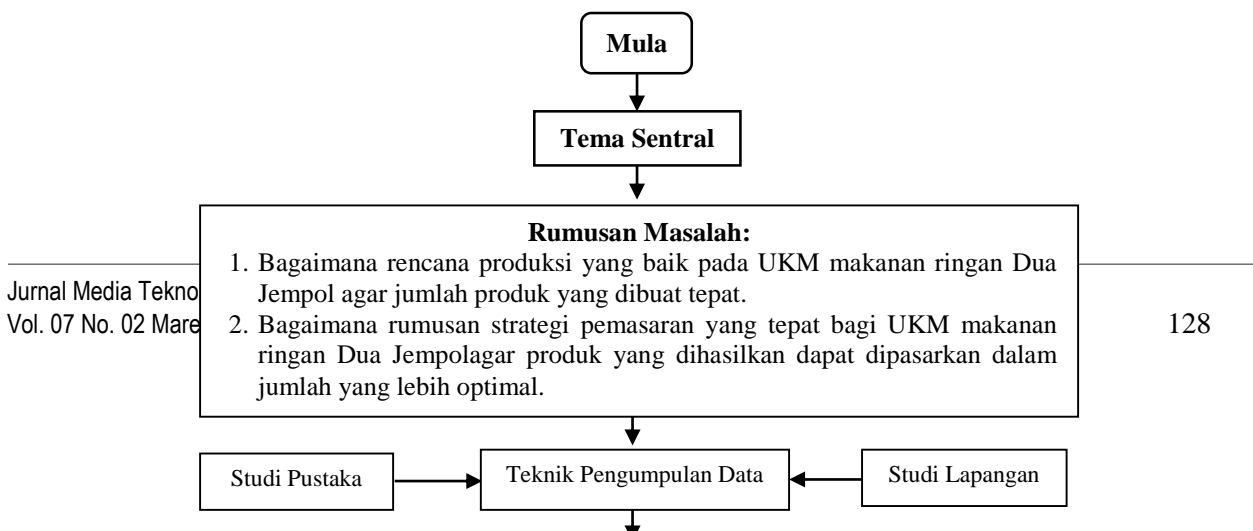 Mula
Tema Sentral
Rumusan Masalah:
1. Bagaimana rencana produksi yang baik pada UKM makanan ringan Dua
Jempol agar jumlah produk yang dibuat tepat.
2. Bagaimana rumusan strategi pemasaran yang tepat bagi UKM makanan
ringan Dua Jempolagar produk yang dihasilkan dapat dipasarkan dalam
jumlah yang lebih optimal.
Jurnal Media Tekno
Vol. 07 No. 02 Mare
128
Studi Pustaka
Teknik Pengumpulan Data
Studi Lapangan